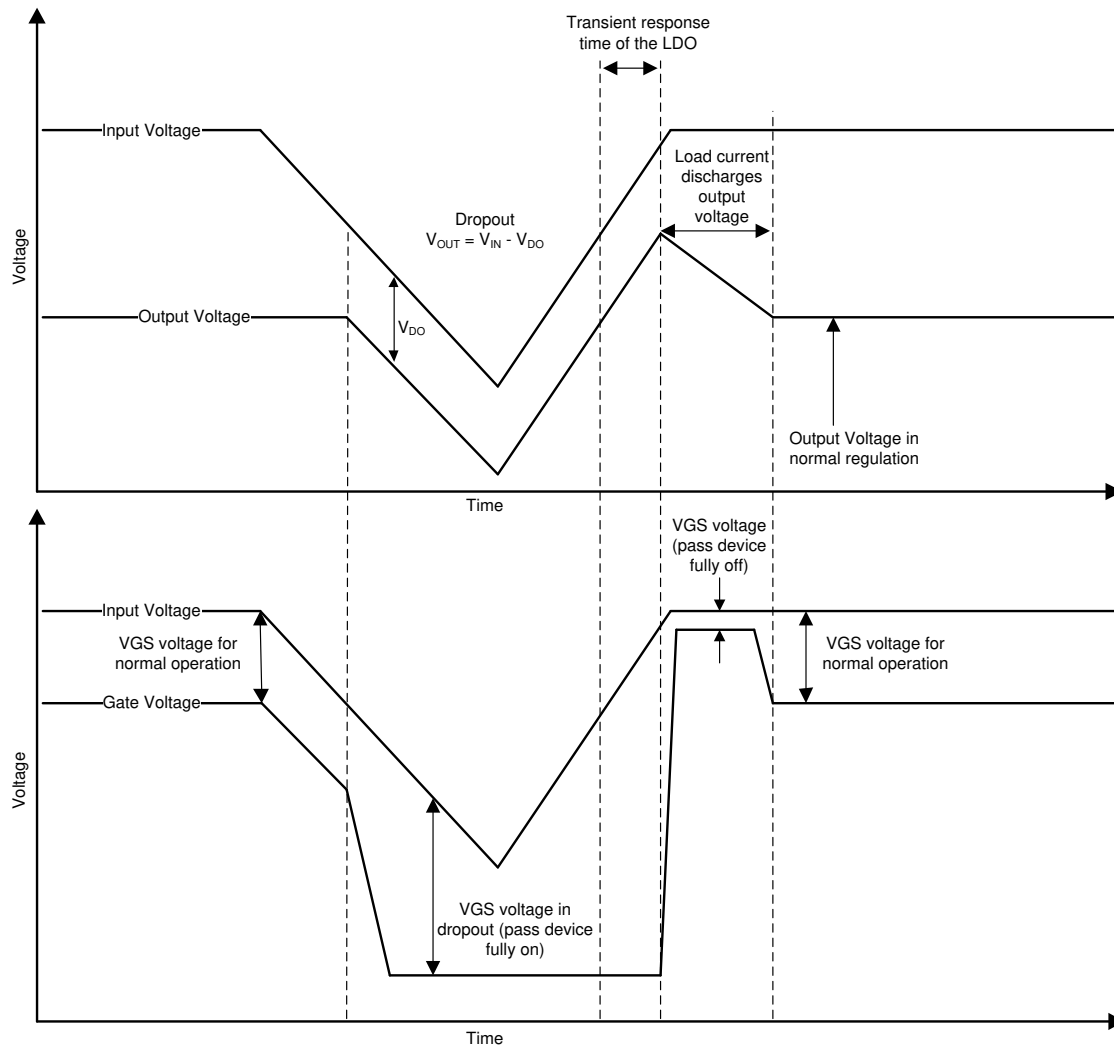 Transient response
time of the LDO
Input Voltage
Load current
discharges
output
voltage
Dropout
VOUT = VIN - VDO
Voltage
Output Voltage
VDO
Output Voltage in
normal regulation
Time
VGS voltage
(pass device
fully off)
Input Voltage
VGS voltage for
normal operation
VGS voltage for
normal operation
Gate Voltage
Voltage
VGS voltage in
dropout (pass device
fully on)
Time